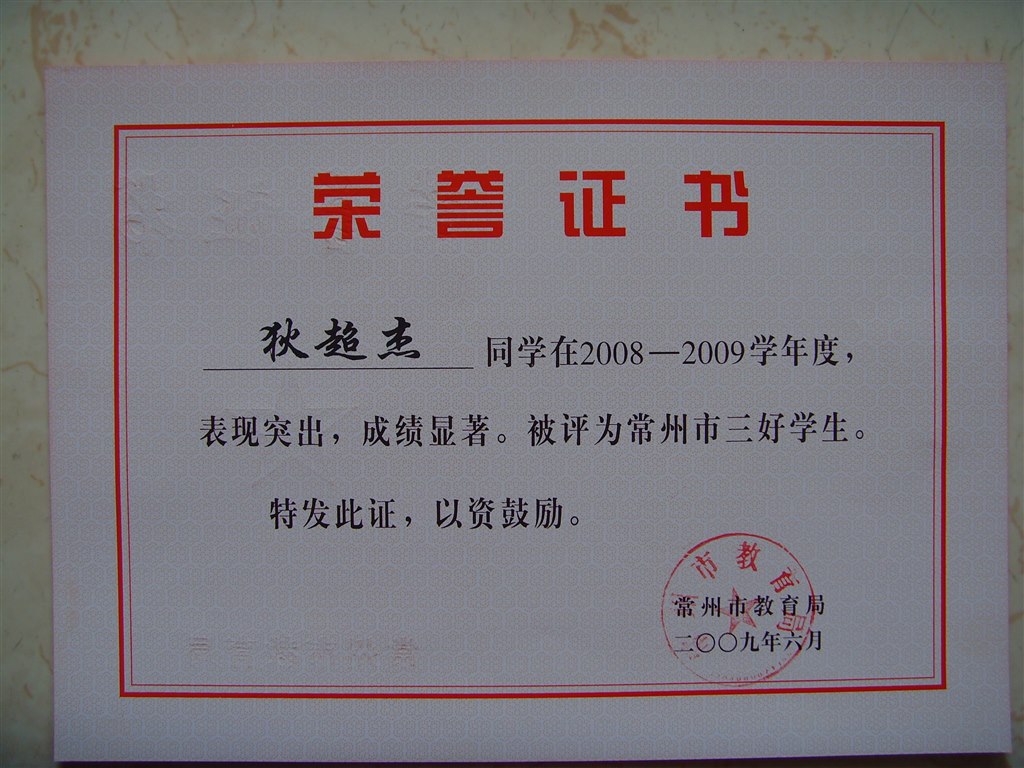 荣誉证书
狄超杰 同学在2008—2009学年度，
表现突出，成绩显著。被评为常州市三好学生。
特发此证，以资鼓励。
常州市教育局
二〇〇九年六月
州市教育局